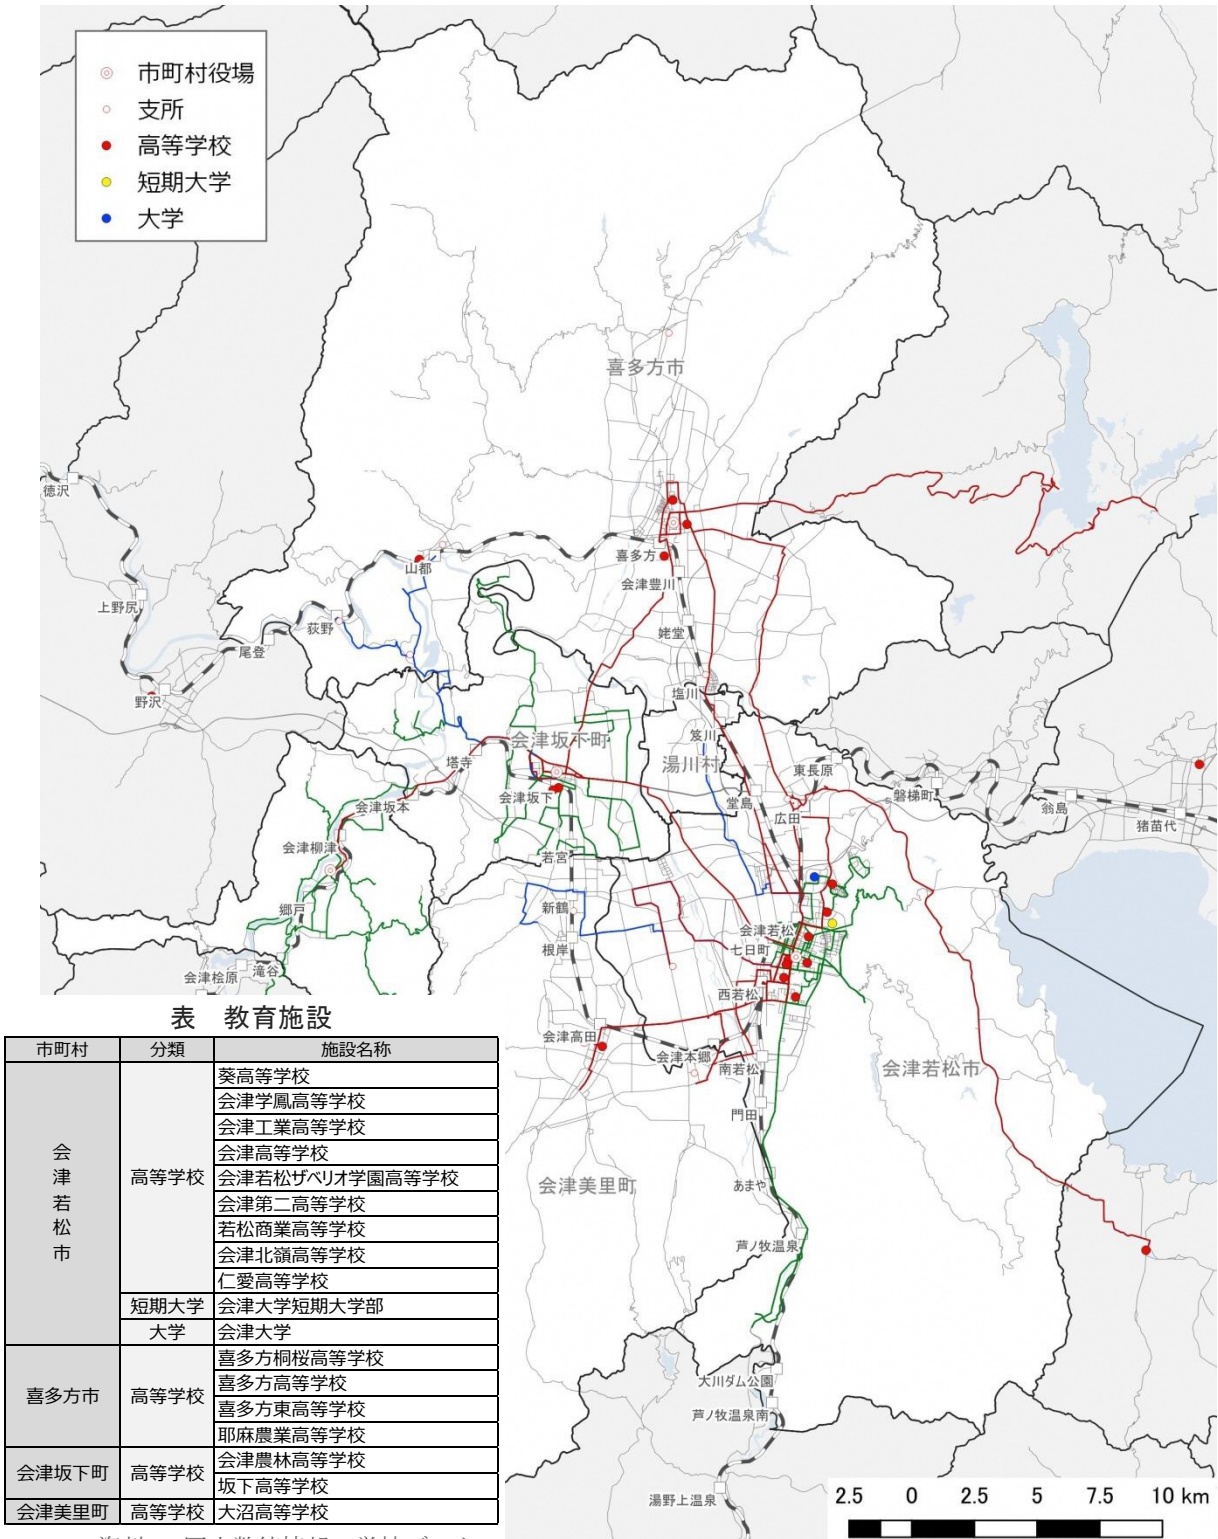 市町村役場
支所
高等学校
短期大学
大学
喜多方市
徳沢
喜多方
山都
会津豊川
上野尻
荻野
姥堂
尾登
野沢
塩川
笈川
会津坂下町
湯川村
塔寺
東長原
磐梯町
会津坂下
会津坂本
堂島
広田
翁島
猪苗代
会津柳津
若宮
郷戸
新鶴
会津若松
七日町
根岸
会津桧原
滝谷
西若松
表 教育施設
会津高田
会津本郷
南若松
会津若松市
門田
会津美里町
あまや
芦ノ牧温泉
大川ダム公園
芦ノ牧温泉南
湯野上温泉
市町村 分類 施設名称
会津若松市 高等学校 葵高等学校
会津学鳳高等学校
会津工業高等学校
会津高等学校
会津若松ザベリオ学園高等学校
会津第二高等学校
若松商業高等学校
会津北嶺高等学校
仁愛高等学校
短期大学 会津大学短期大学部
大学 会津大学
喜多方市 高等学校 喜多方桐桜高等学校
喜多方高等学校
喜多方東高等学校
耶麻農業高等学校
会津坂下町 高等学校 会津農林高等学校
坂下高等学校
会津美里町 高等学校 大沼高等学校
2.5 0 2.5 5 7.5 10 km